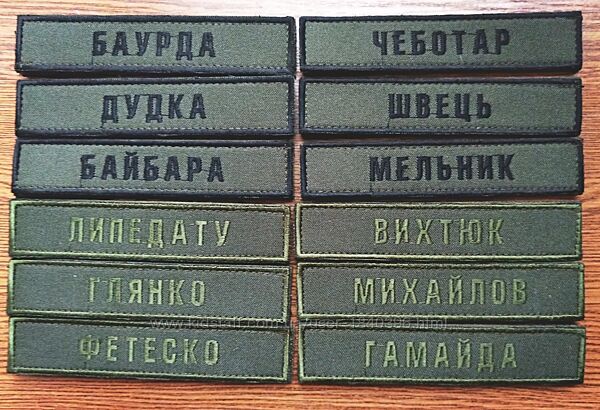 БАУРДА
ЧЕБОТАР
ДУДКА
ШВЕЦЬ
БАЙБАРА
МЕЛЬНИК
ЛИПЕДАТУ
ВИХТЮК
ГЛЯНКО
МИХАЙЛОВ
ФЕТЕСКО
ГАМАЙДА